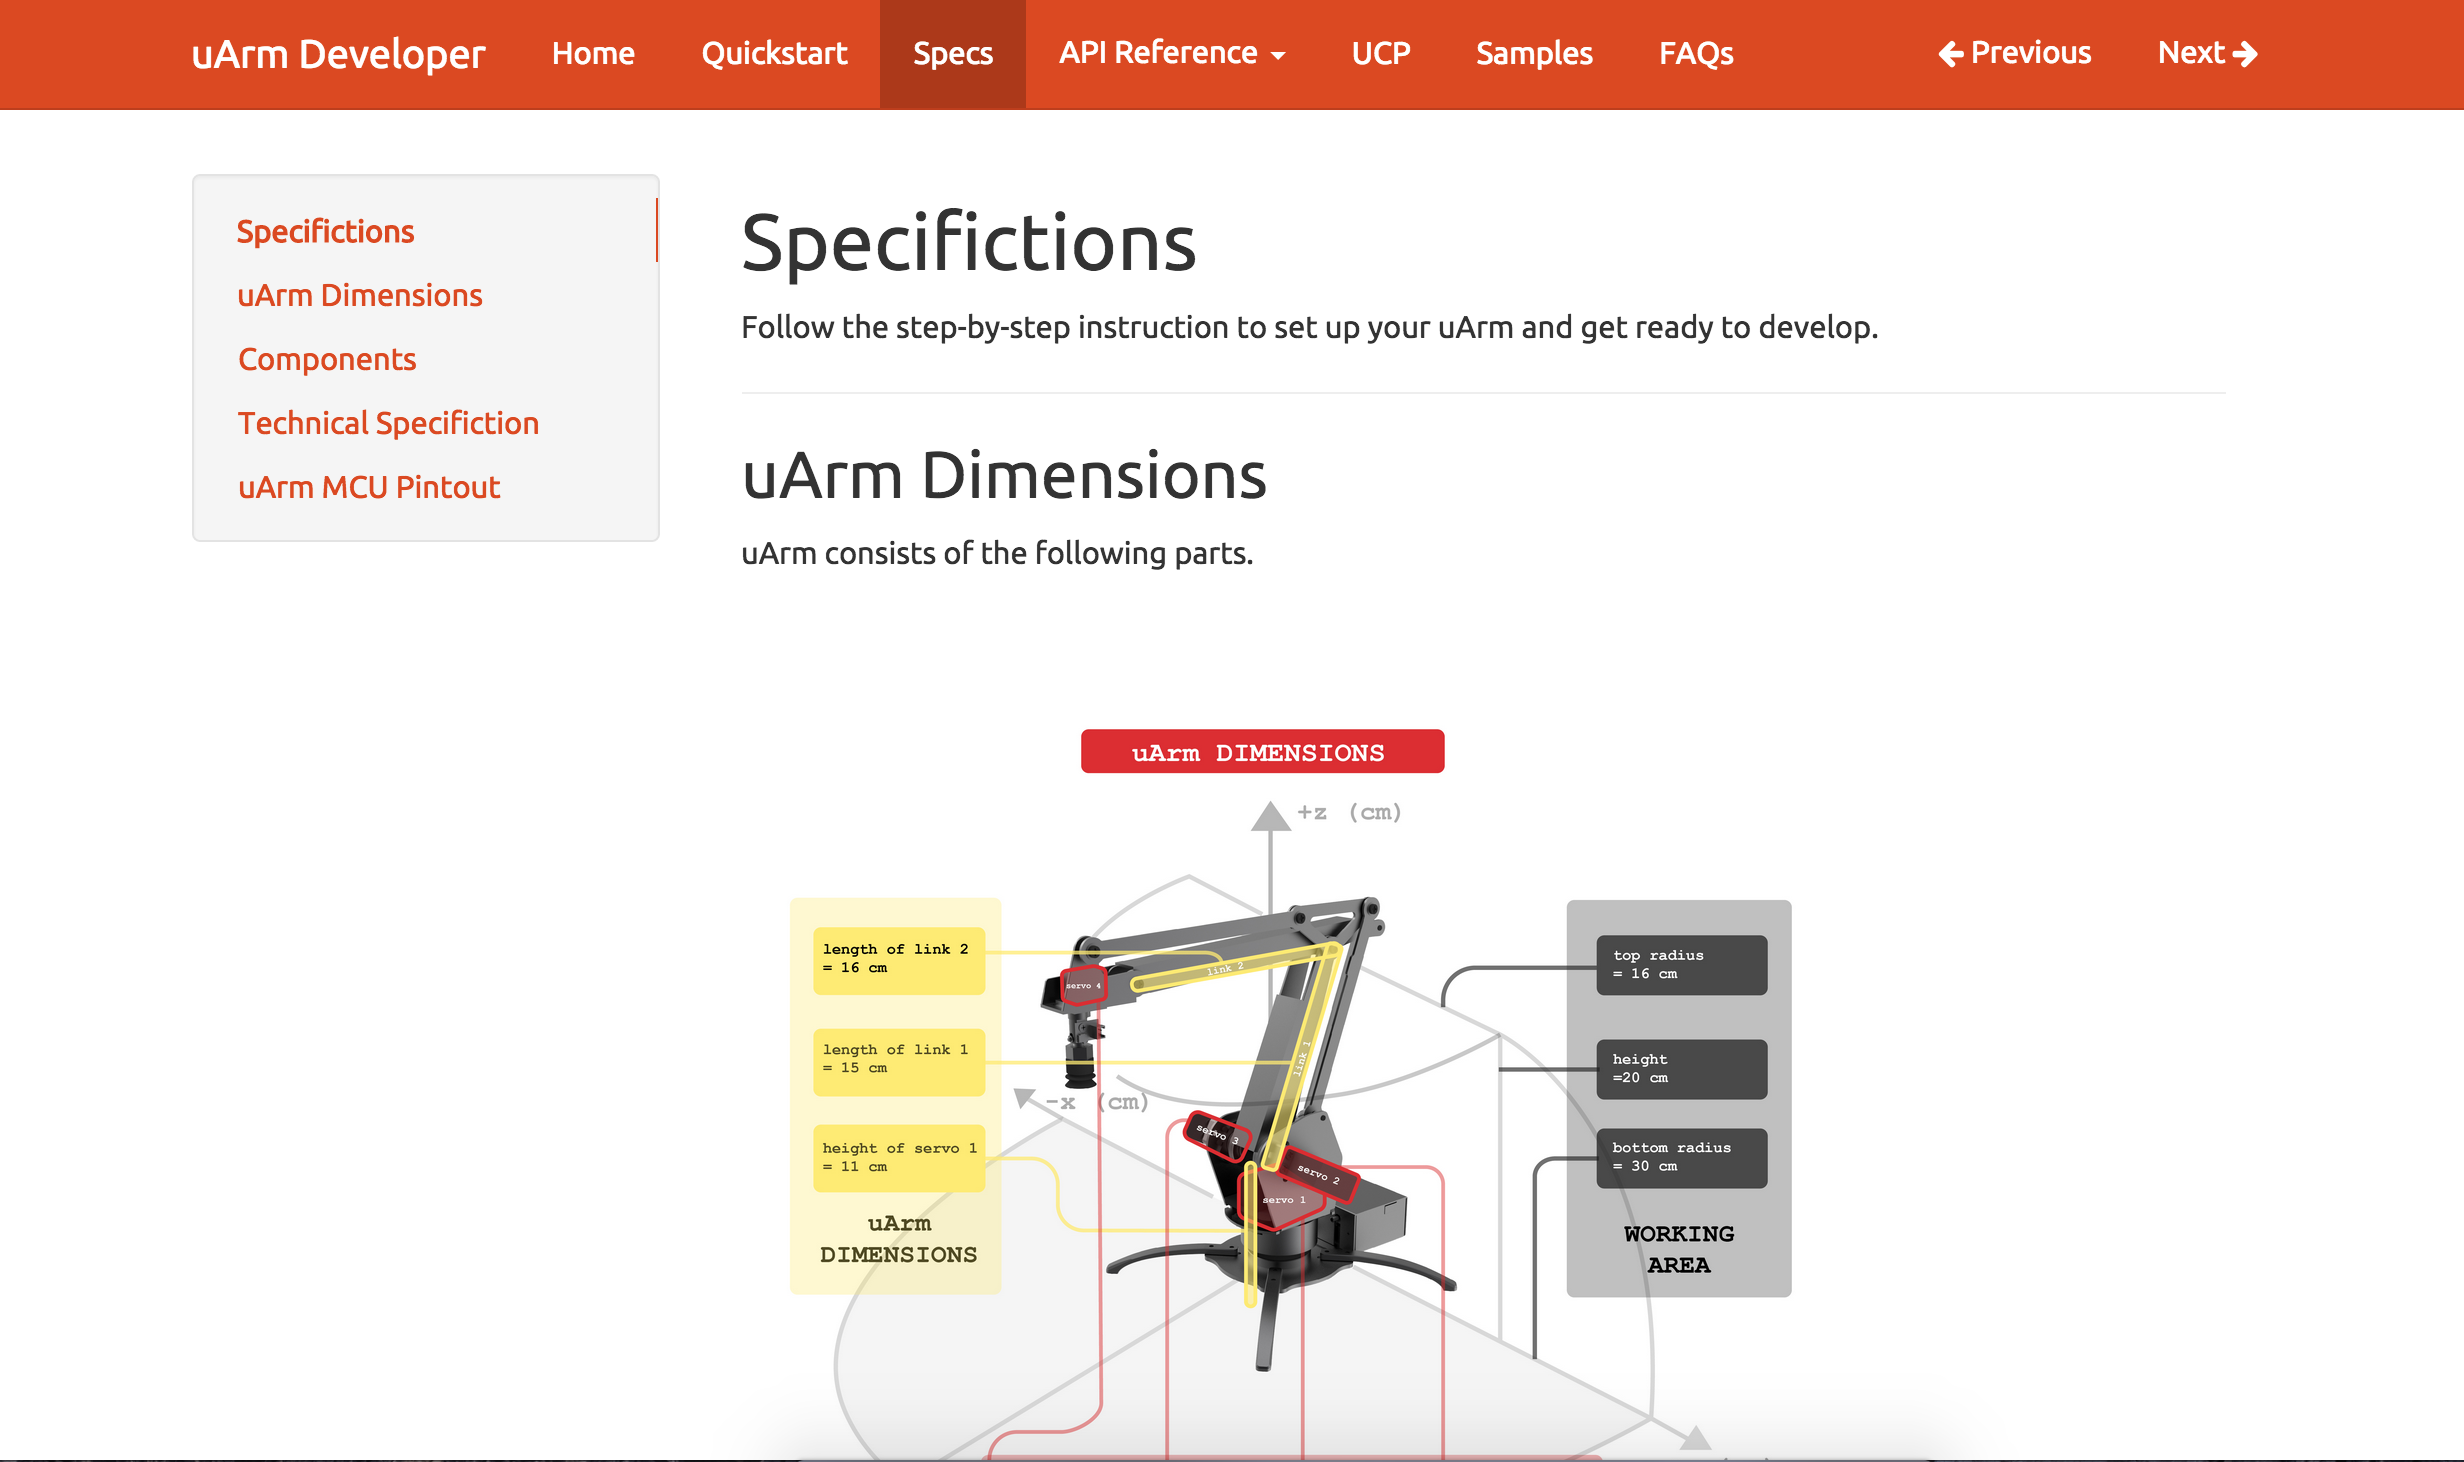 uArm Developer Home Quickstart Specs API Reference UCP Samples FAQs Previous Next
Specifictions
uArm Dimensions
Components
Technical Specifiction
uArm MCU Pintout
Specifictions
Follow the step-by-step instruction to set up your uArm and get ready to develop.
uArm Dimensions
uArm consists of the following parts.
uArm DIMENSIONS
+z (cm)
length of link 2
= 16 cm
length of link 1
= 15 cm
height of servo 1
= 11 cm
uArm
DIMENSIONS
link 2
servo 4
link 1
-x (cm)
servo 3
servo 2
servo 1
top radius
= 16 cm
height
=20 cm
bottom radius
= 30 cm
WORKING
AREA